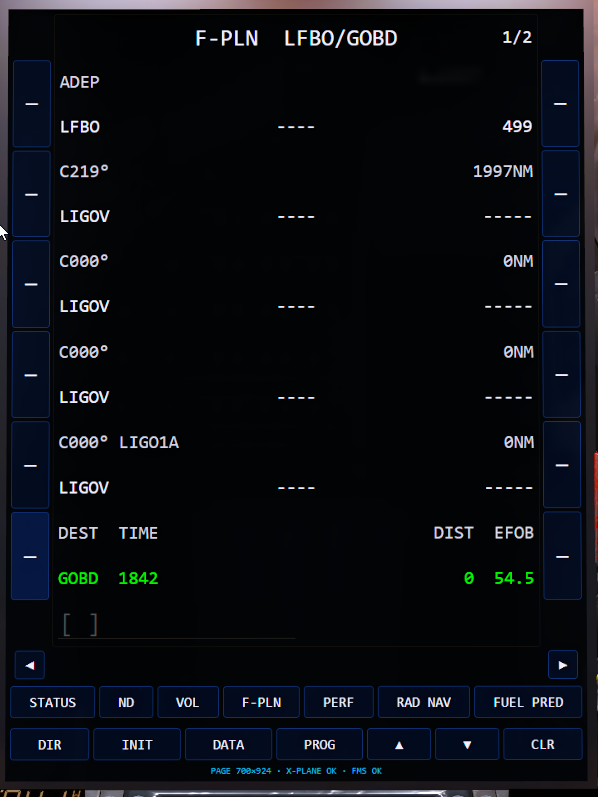 F-PLN LFBO/GOBD 1/2
ADEP
LFBO ---- 499
C219° 1997NM
LIGOV ---- -----
C000° 0NM
LIGOV ---- -----
C000° 0NM
LIGOV ---- -----
C000° LIGO1A 0NM
LIGOV ---- -----
DEST TIME DIST EFOB
GOBD 1842 0 54.5
[ ]
◀ ▶
STATUS ND VOL F-PLN PERF RAD NAV FUEL PRED
DIR INIT DATA PROG ▲ ▼ CLR
PAGE 700×924 · X-PLANE OK · FMS OK